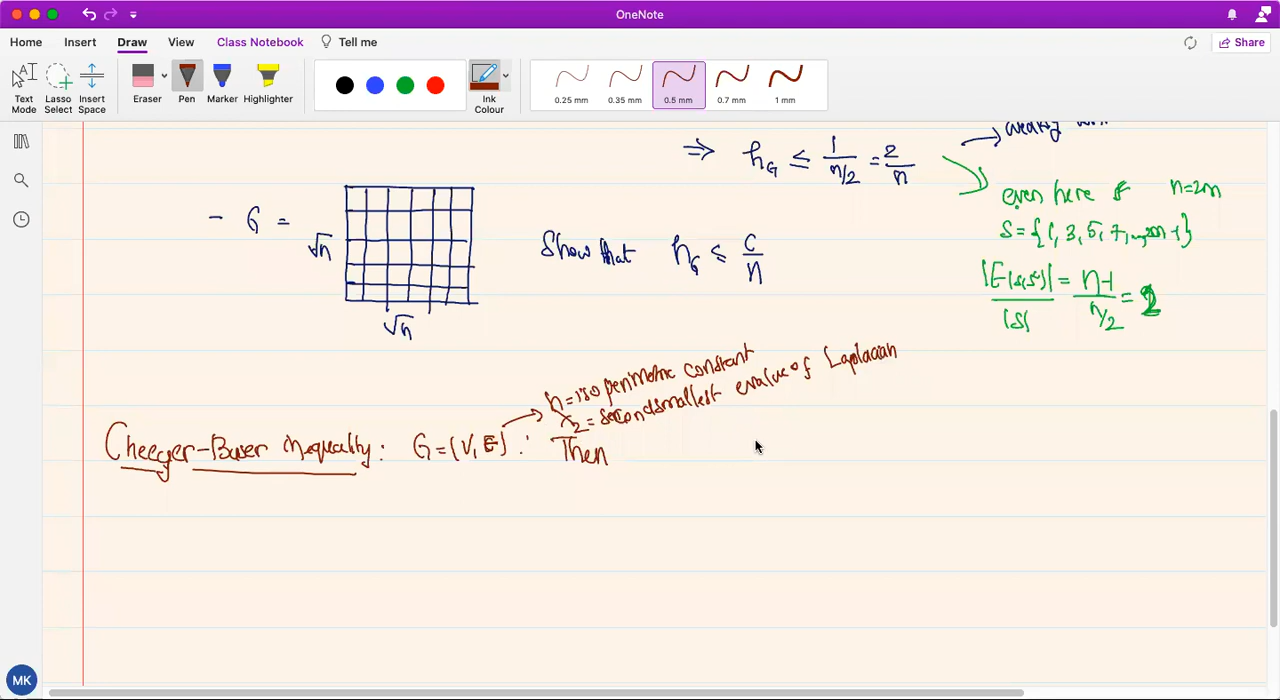 OneNote
Home Insert Draw View Class Notebook Tell me
Share
Text Mode
Lasso Select
Insert Space
Eraser
Pen
Marker
Highlighter
Ink Colour
0.25 mm
0.35 mm
0.5 mm
0.7 mm
1 mm
⇒ h_G ≤ 1/(n/2) = 2/n
even here if n=2m
S = {1, 3, 5, 7, ..., 2m-1}
|E(S,S^c)|/|S| = (n-1)/(n/2) = 2
- G =
√n
√n
Show that h_G ≤ C/n
h = isoperimetric constant
λ_2 = second smallest evalue of Laplacian
Cheeger-Buser inequality: G = (V, E): Then
MK